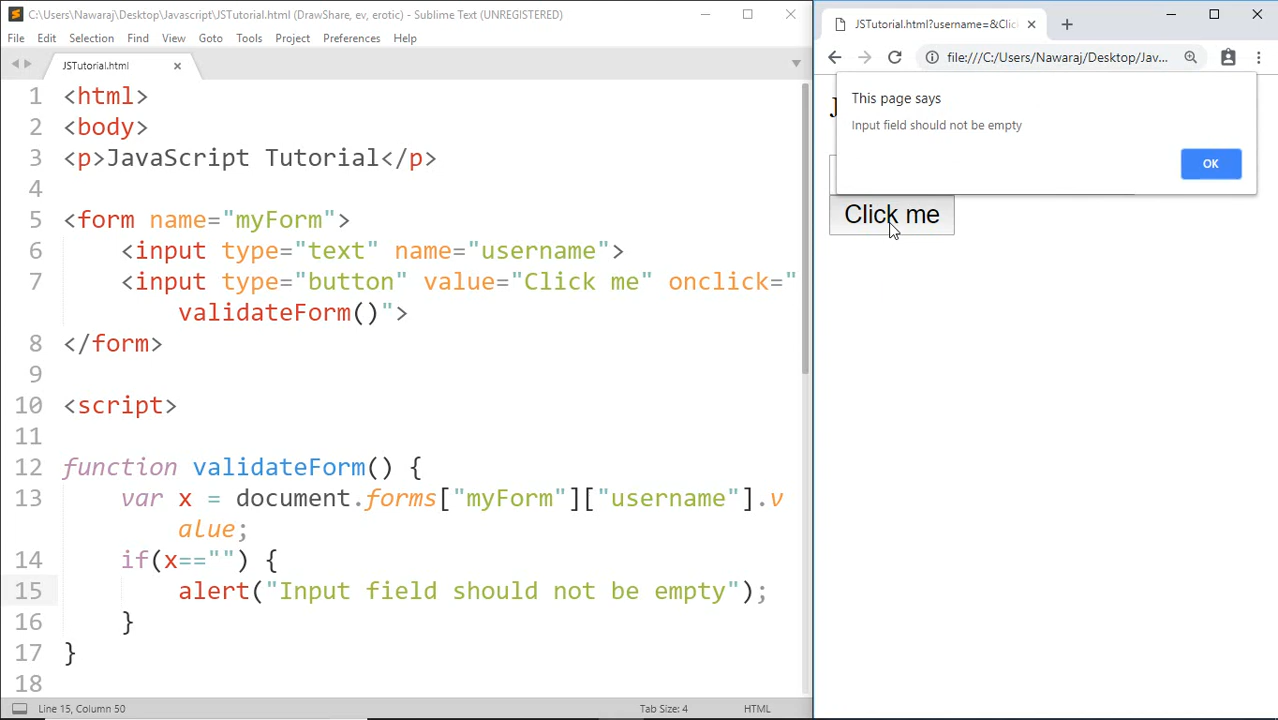 C:\Users\Nawaraj\Desktop\Javascript\JSTutorial.html (DrawShare, ev, erotic) - Sublime Text (UNREGISTERED)
File Edit Selection Find View Goto Tools Project Preferences Help
JSTutorial.html
1 <html>
2 <body>
3 <p>JavaScript Tutorial</p>
4
5 <form name="myForm">
6 <input type="text" name="username">
7 <input type="button" value="Click me" onclick="
validateForm()">
8 </form>
9
10 <script>
11
12 function validateForm() {
13 var x = document.forms["myForm"]["username"].v
alue;
14 if(x=="") {
15 alert("Input field should not be empty");
16 }
17 }
18
Line 15, Column 50
Tab Size: 4
HTML
JSTutorial.html?username=&Clic
file:///C:/Users/Nawaraj/Desktop/Jav...
This page says
Input field should not be empty
OK
Click me